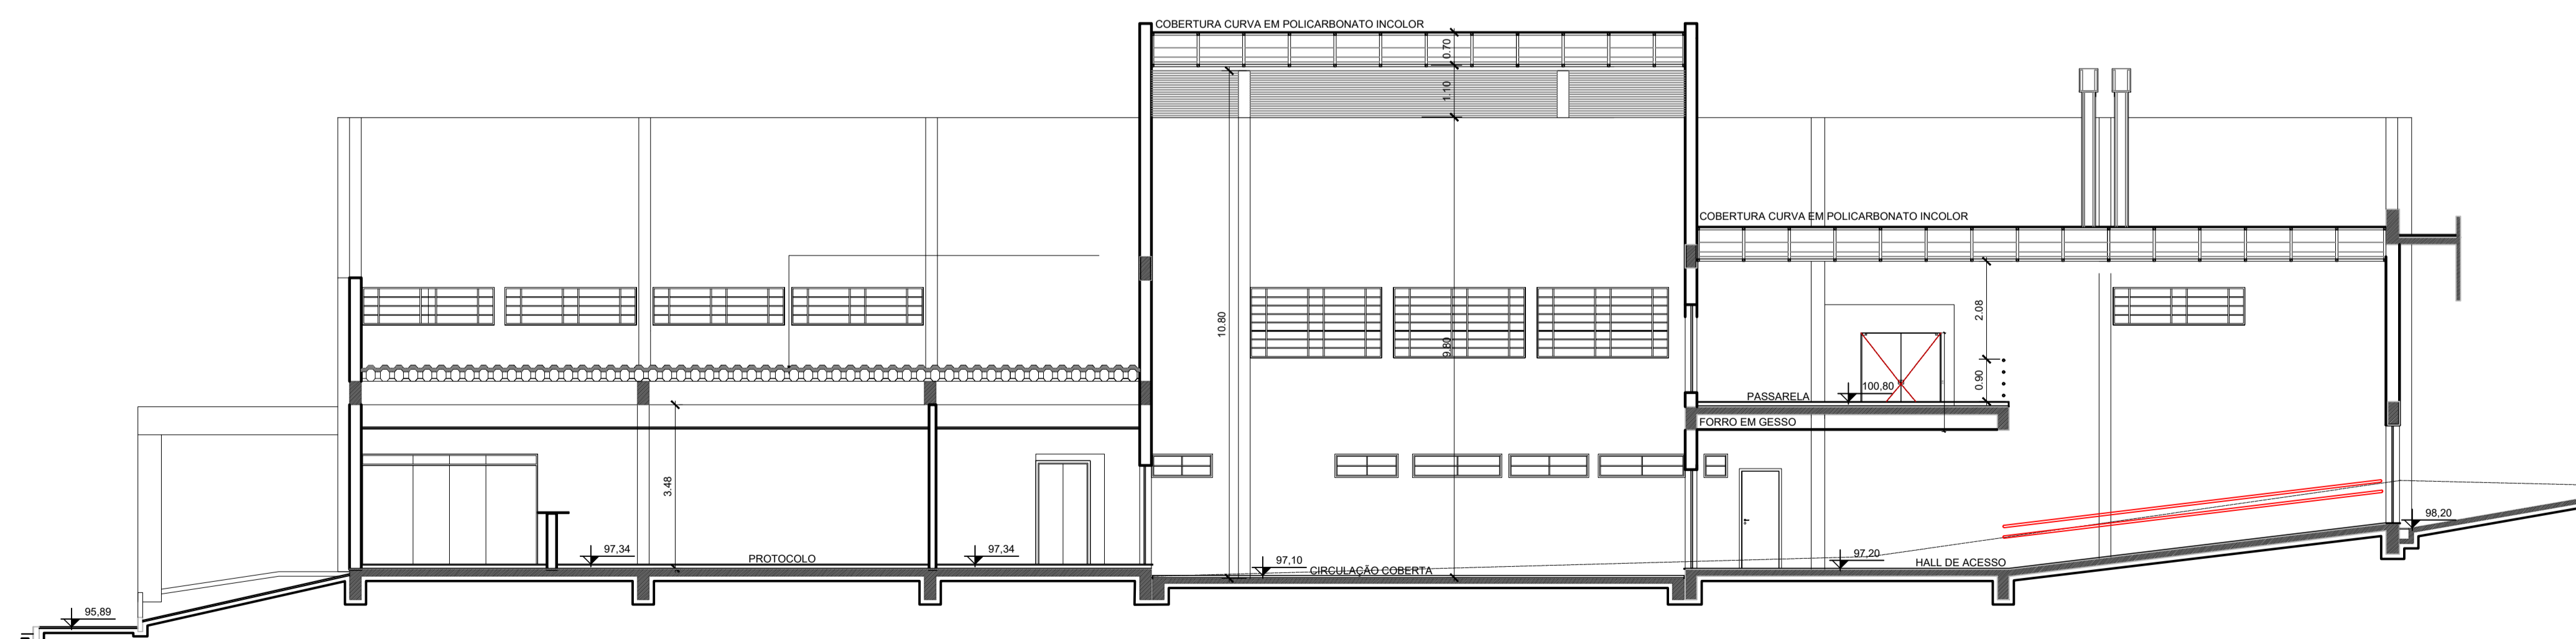 COBERTURA CURVA EM POLICARBONATO INCOLOR
0.70
1.10
10.80
9.80
COBERTURA CURVA EM POLICARBONATO INCOLOR
2.08
0.90
100,80
PASSARELA
FORRO EM GESSO
3.48
97,34
PROTOCOLO
97,34
97,10
CIRCULAÇÃO COBERTA
97,20
HALL DE ACESSO
98,20
95,89